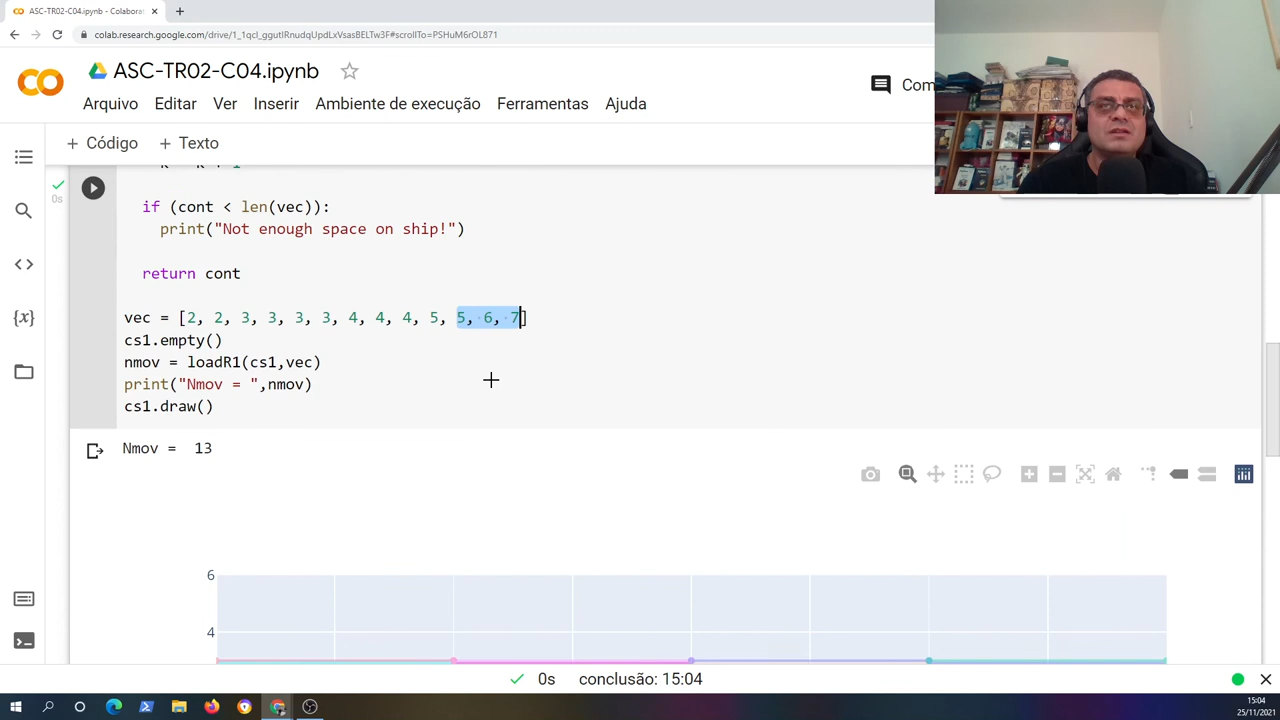 ASC-TR02-C04.ipynb - Colabora
colab.research.google.com/drive/1_1qcI_ggutIRnudqUpdLxVsasBELTw3F#scrollTo=PSHuM6rOL871
ASC-TR02-C04.ipynb
Com
Arquivo Editar Ver Inserir Ambiente de execução Ferramentas Ajuda
+ Código + Texto
0s
if (cont < len(vec)):
print("Not enough space on ship!")
return cont
vec = [2, 2, 3, 3, 3, 3, 4, 4, 4, 5, 5, 6, 7]
cs1.empty()
nmov = loadR1(cs1,vec)
print("Nmov = ",nmov)
cs1.draw()
Nmov = 13
6
4
0s conclusão: 15:04
15:04
25/11/2021